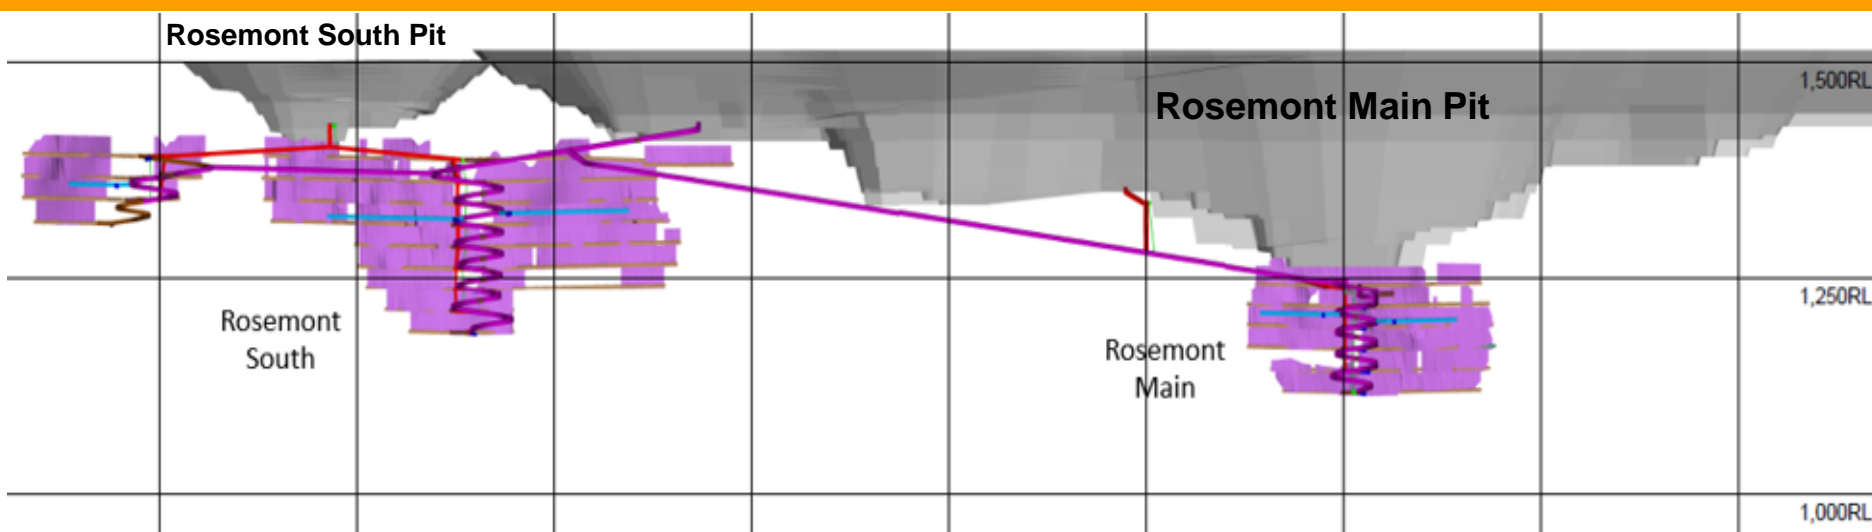 Rosemont South Pit
1,500RL
Rosemont Main Pit
1,250RL
Rosemont
South
Rosemont
Main
1,000RL